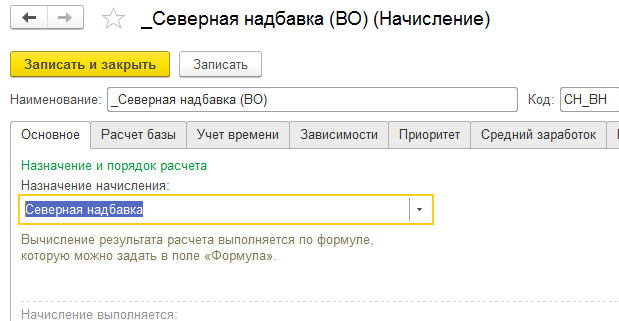 _Северная надбавка (ВО) (Начисление)
Записать и закрыть Записать
Наименование: _Северная надбавка (ВО) Код: СН_ВН
Основное Расчет базы Учет времени Зависимости Приоритет Средний заработок
Назначение и порядок расчета
Назначение начисления:
Северная надбавка
Вычисление результата расчета выполняется по формуле,
которую можно задать в поле «Формула».
Начисление выполняется: